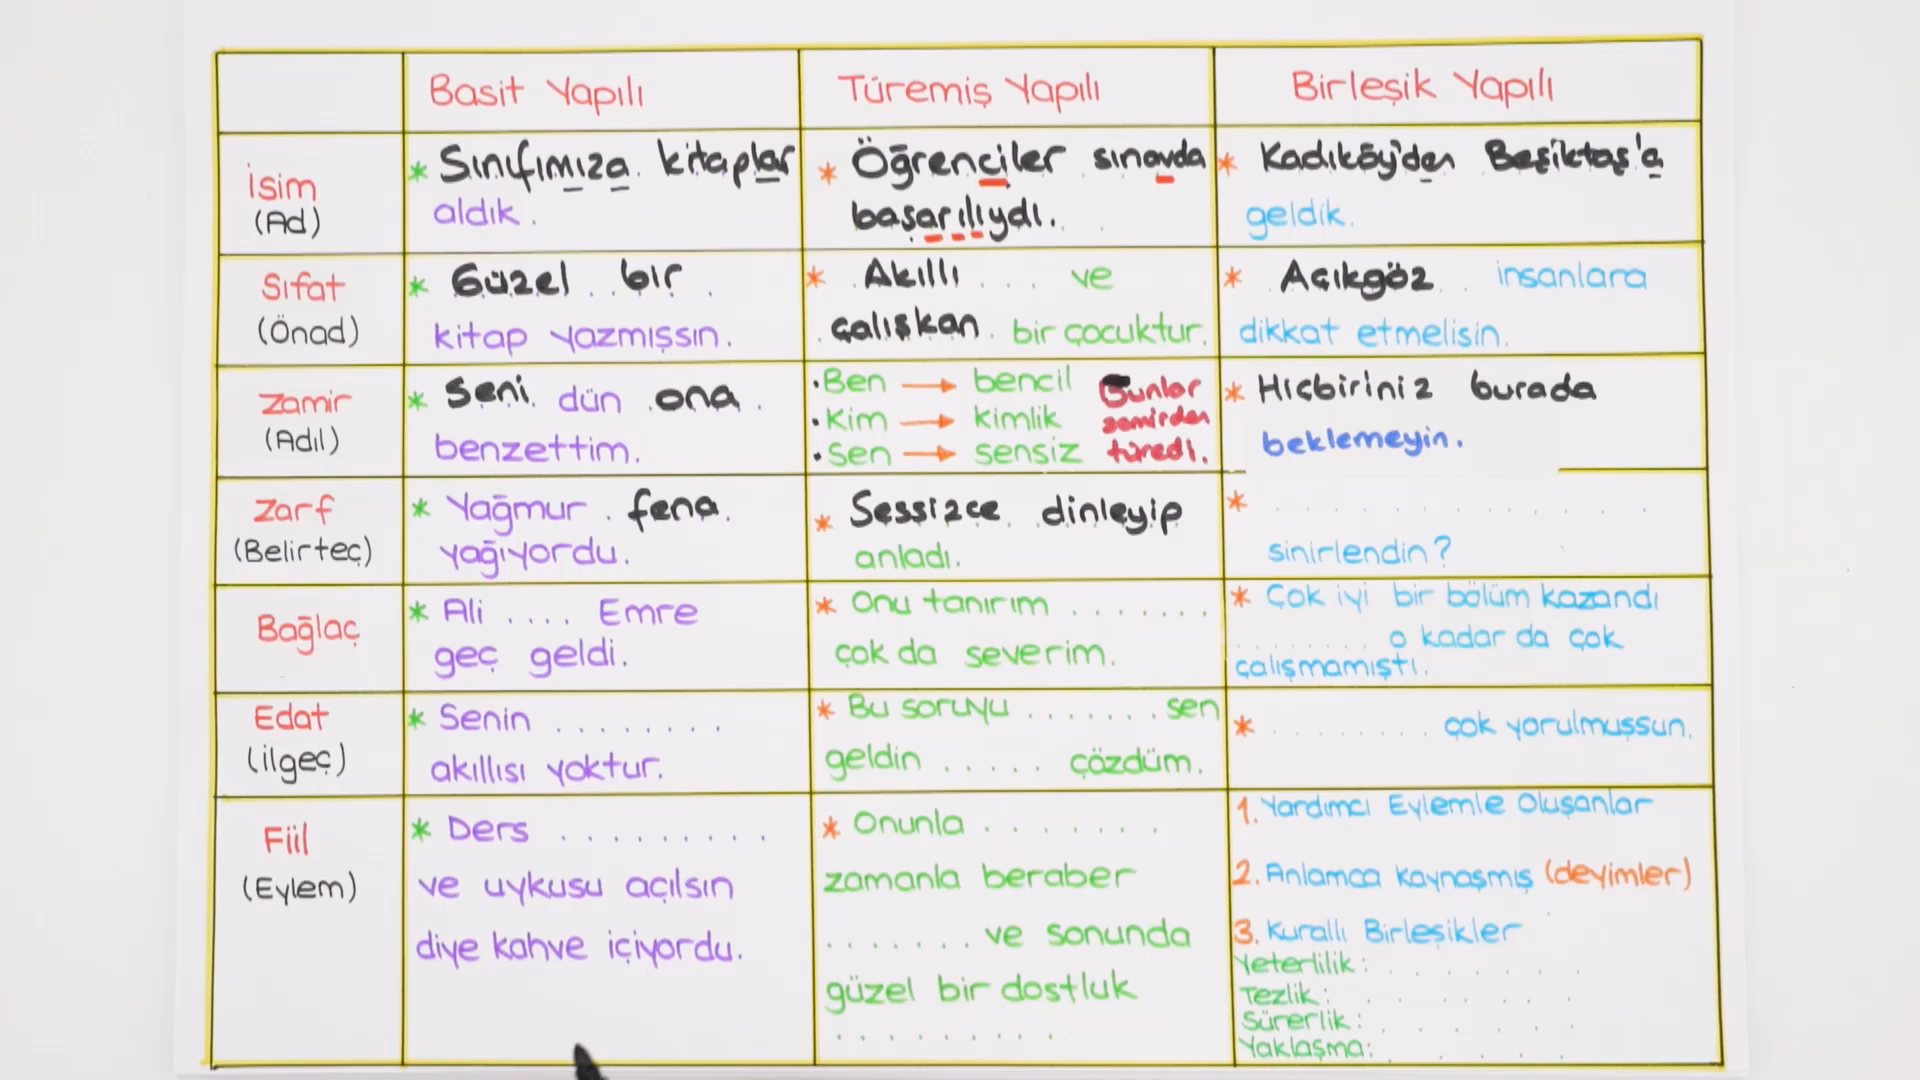 Basit Yapılı
Türemiş Yapılı
Birleşik Yapılı
İsim
(Ad)
* Sınıfımıza kitaplar
aldık.
* Öğrenciler sınavda
başarılıydı.
* Kadıköy'den Beşiktaş'a
geldik.
Sıfat
(Önad)
* Güzel bir
kitap yazmışsın.
* Akıllı ... ve
çalışkan bir çocuktur.
* Açıkgöz insanlara
dikkat etmelisin.
Zamir
(Adıl)
* Seni dün ona
benzettim.
• Ben → bencil
• Kim → kimlik
• Sen → sensiz
Bunlar
zamirden
türedi.
* Hiçbiriniz burada
beklemeyin.
Zarf
(Belirteç)
* Yağmur fena
yağıyordu.
* Sessizce dinleyip
anladı.
* . . . . . . . . . .
sinirlendin?
Bağlaç
* Ali .... Emre
geç geldi.
* Onu tanırım .......
çok da severim.
* Çok iyi bir bölüm kazandı
........ o kadar da çok
çalışmamıştı.
Edat
(İlgeç)
* Senin ........
akıllısı yoktur.
* Bu soruyu ....... sen
geldin ..... çözdüm.
* ........ çok yorulmuşsun.
Fiil
(Eylem)
* Ders .........
ve uykusu açılsın
diye kahve içiyordu.
* Onunla .......
zamanla beraber
....... ve sonunda
güzel bir dostluk
.........
1. Yardımcı Eylemle Oluşanlar
2. Anlamca Kaynaşmış (deyimler)
3. Kurallı Birleşikler
Yeterlilik: ......
Tezlik: ......
Sürerlik: ......
Yaklaşma: .....